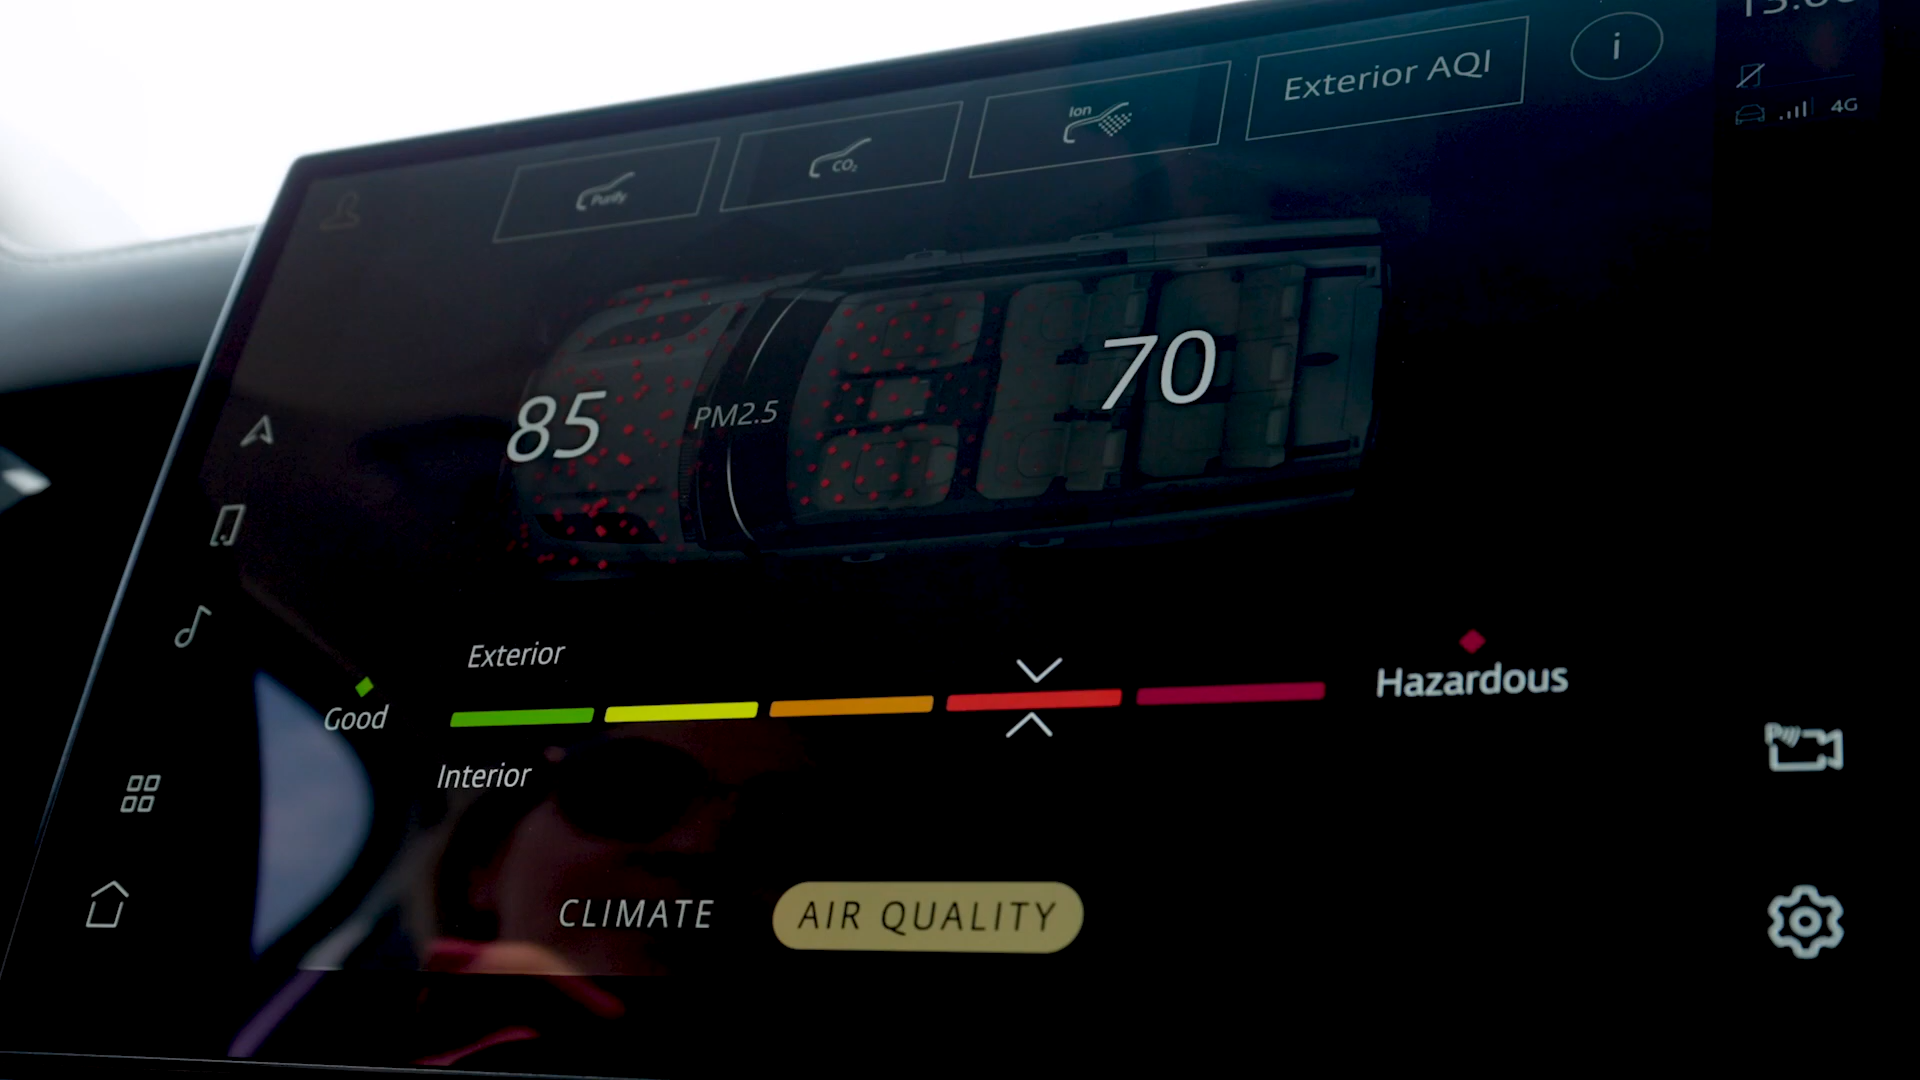 Exterior AQI
i
Ion
CO₂
Purify
4G
85
PM2.5
70
Exterior
Good
Hazardous
Interior
P
CLIMATE
AIR QUALITY